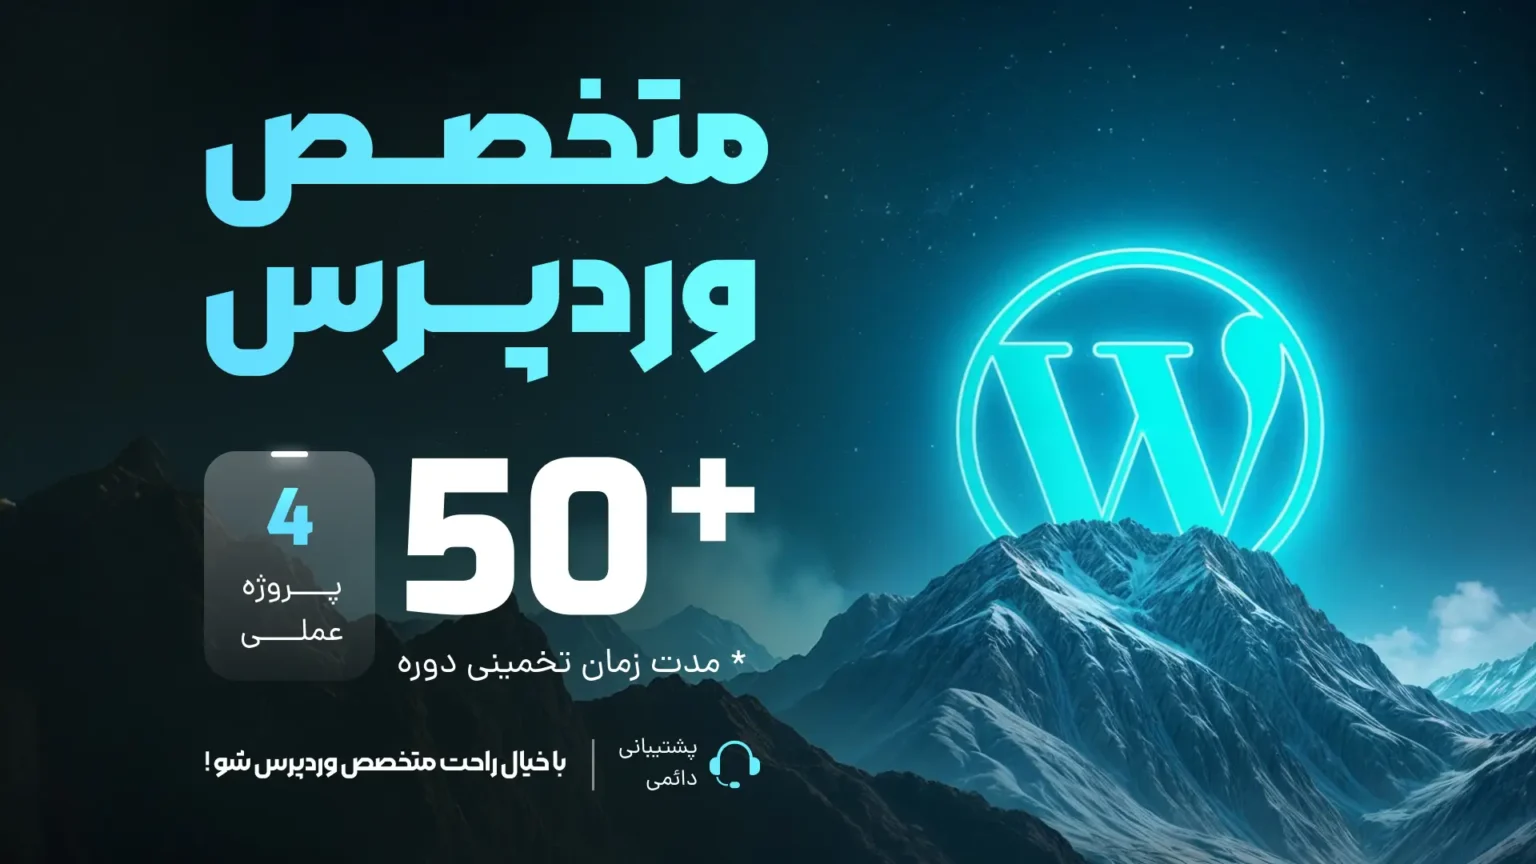 متخصص
وردپرس
50+
* مدت زمان تخمینی دوره
4
پروژه
عملی
پشتیبانی
دائمی
با خیال راحت متخصص وردپرس شو!
W